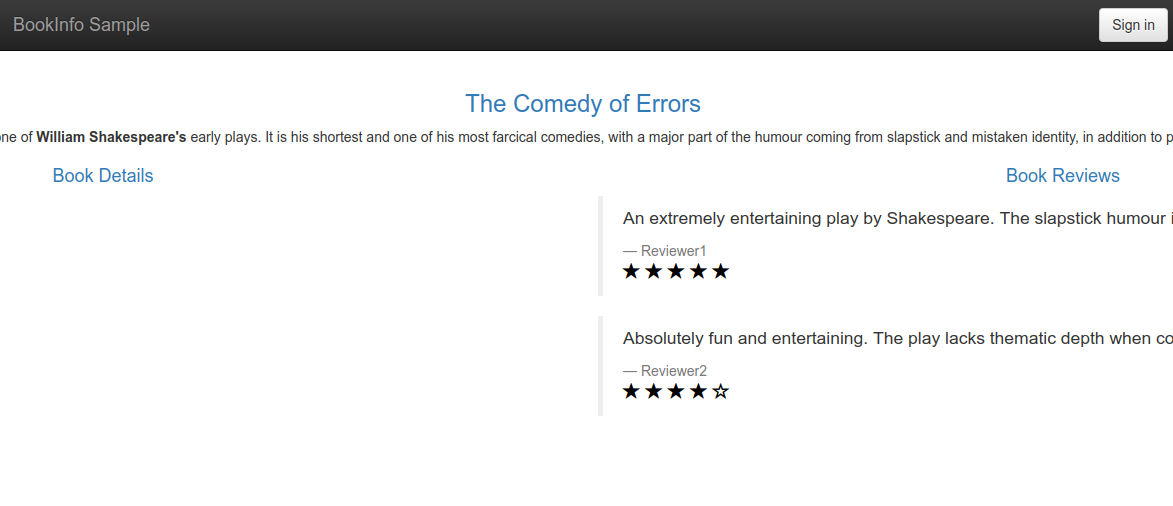 BookInfo Sample
Sign in
The Comedy of Errors
one of William Shakespeare's early plays. It is his shortest and one of his most farcical comedies, with a major part of the humour coming from slapstick and mistaken identity, in addition to p
Book Details
Book Reviews
An extremely entertaining play by Shakespeare. The slapstick humour i
— Reviewer1
★★★★★
Absolutely fun and entertaining. The play lacks thematic depth when co
— Reviewer2
★★★★☆